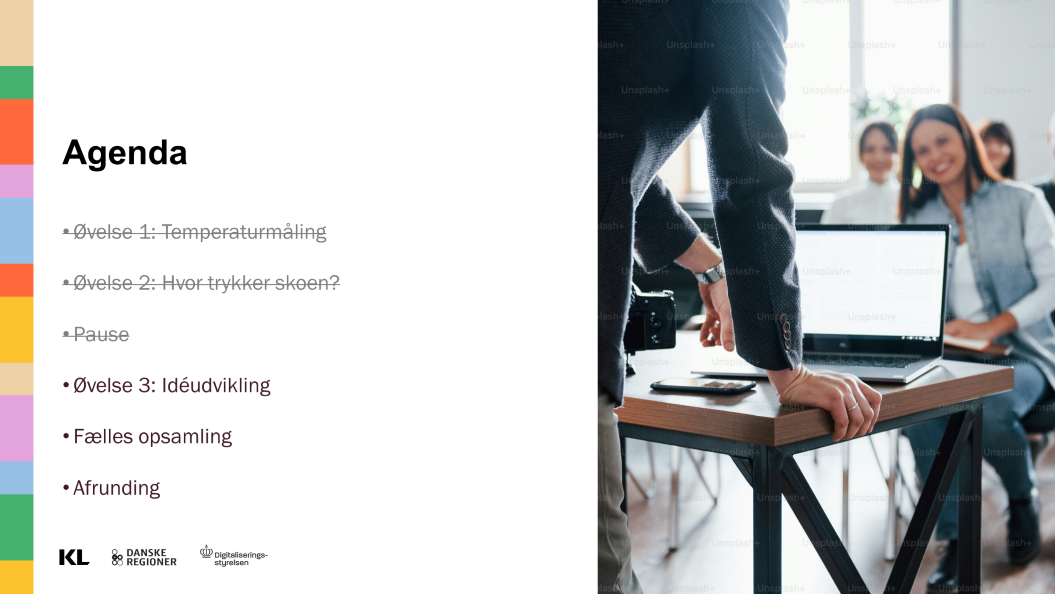 Agenda
• Øvelse 1: Temperaturmåling
• Øvelse 2: Hvor trykker skoen?
• Pause
• Øvelse 3: Idéudvikling
• Fælles opsamling
• Afrunding
KL
DANSKE
REGIONER
Digitaliserings-
styrelsen
Unsplash+